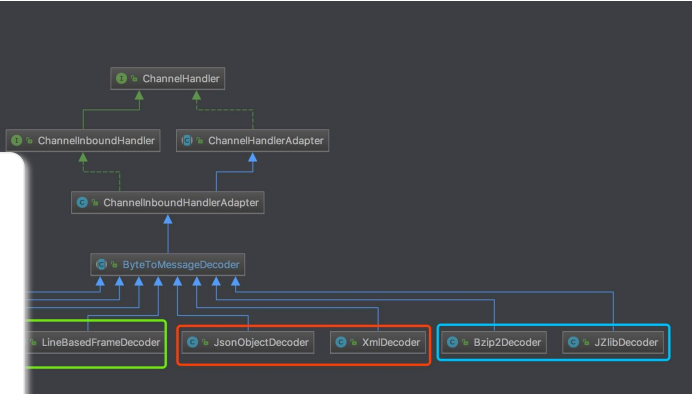 ChannelHandler
ChannelInboundHandler
ChannelHandlerAdapter
ChannelInboundHandlerAdapter
ByteToMessageDecoder
LineBasedFrameDecoder
JsonObjectDecoder
XmlDecoder
Bzip2Decoder
JZlibDecoder